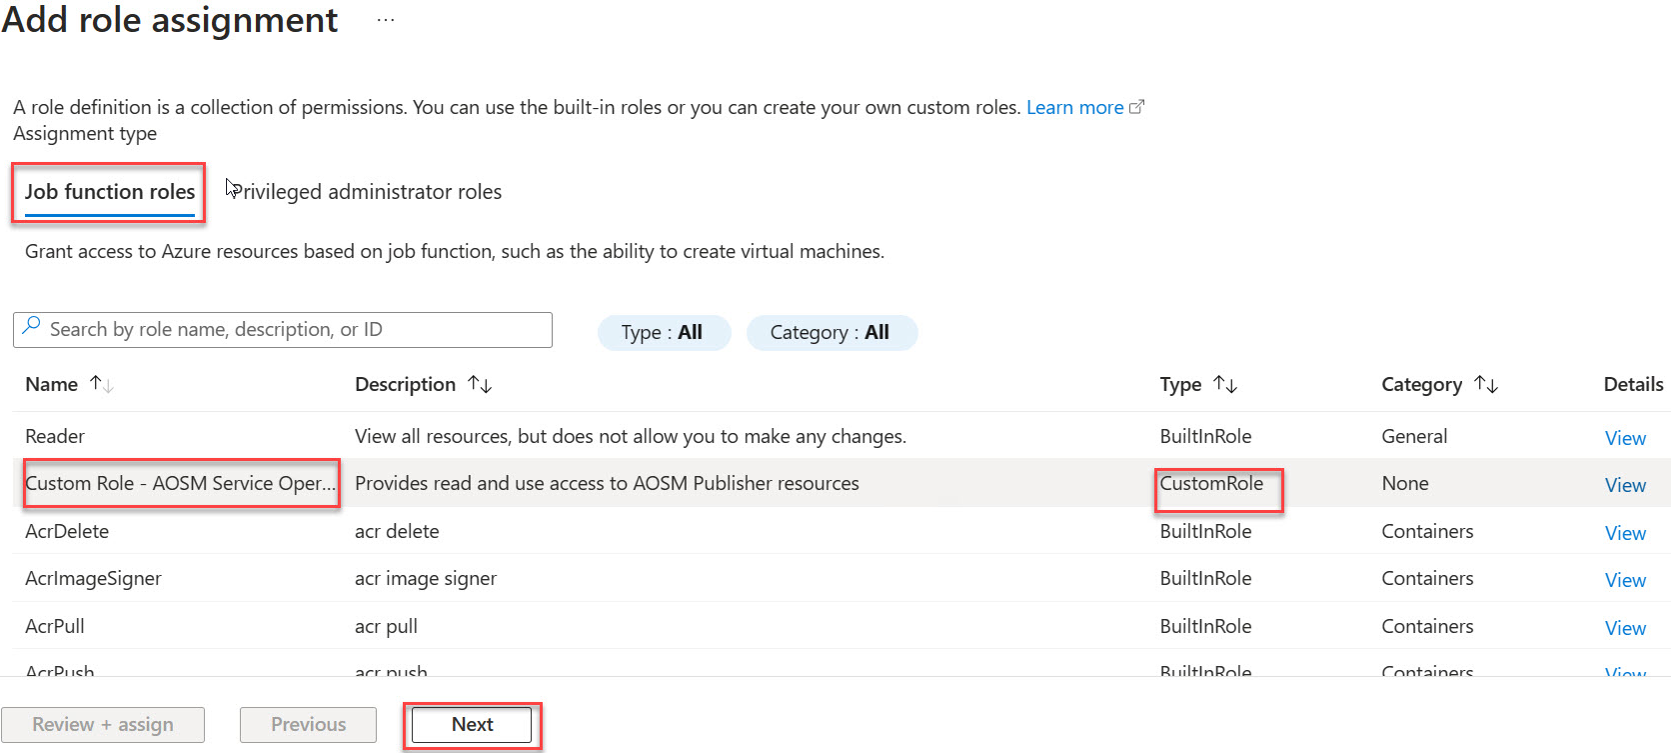 Add role assignment ...
A role definition is a collection of permissions. You can use the built-in roles or you can create your own custom roles. Learn more
Assignment type
Job function roles Privileged administrator roles
Grant access to Azure resources based on job function, such as the ability to create virtual machines.
Search by role name, description, or ID Type : All Category : All
Name ↑↓ Description ↑↓ Type ↑↓ Category ↑↓ Details
Reader View all resources, but does not allow you to make any changes. BuiltInRole General View
Custom Role - AOSM Service Oper... Provides read and use access to AOSM Publisher resources CustomRole None View
AcrDelete acr delete BuiltInRole Containers View
AcrImageSigner acr image signer BuiltInRole Containers View
AcrPull acr pull BuiltInRole Containers View
AcrPush acr push BuiltInRole Containers View
Review + assign Previous Next